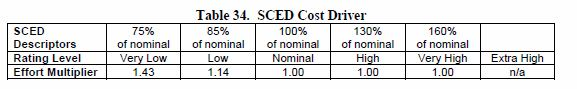 Table 34. SCED Cost Driver
SCED Descriptors 75% of nominal 85% of nominal 100% of nominal 130% of nominal 160% of nominal
Rating Level Very Low Low Nominal High Very High Extra High
Effort Multiplier 1.43 1.14 1.00 1.00 1.00 n/a